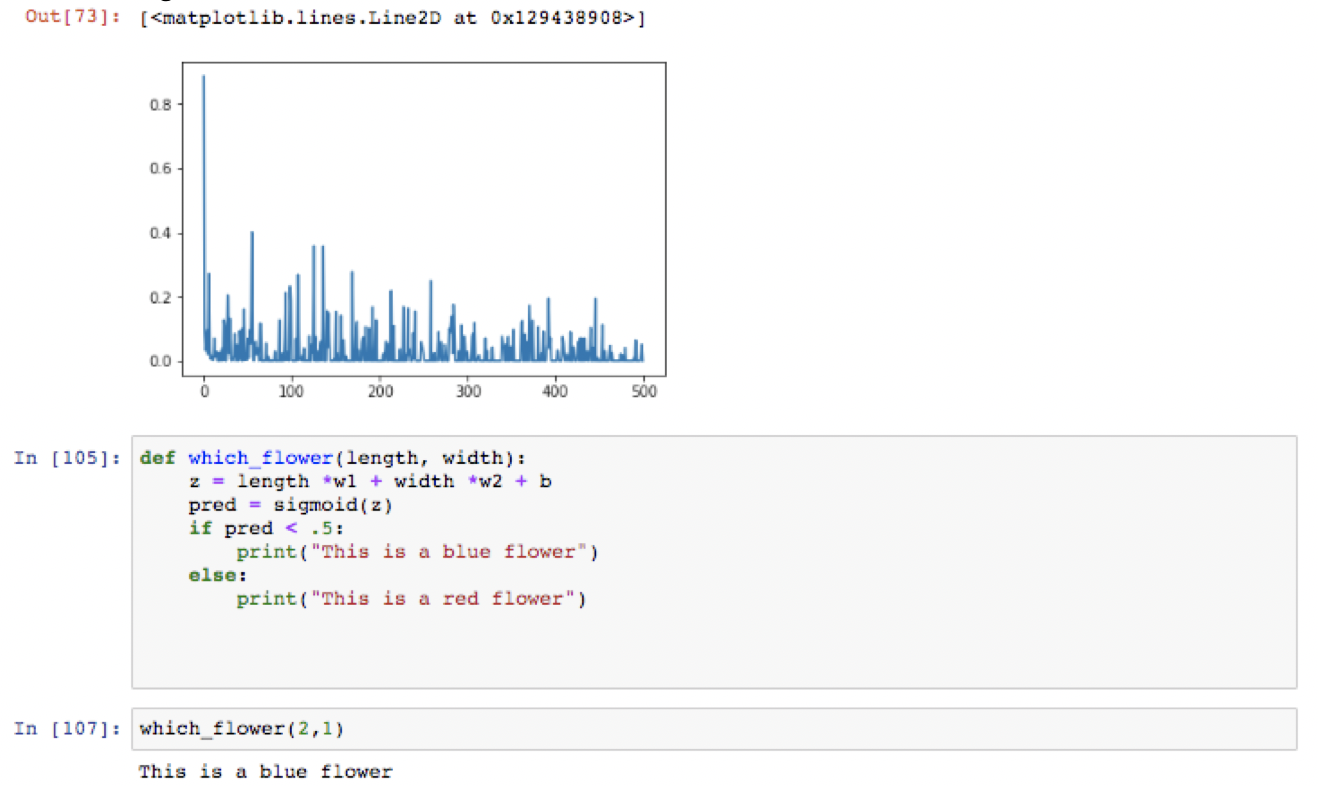 Out[73]: [<matplotlib.lines.Line2D at 0x129438908>]
0.8
0.6
0.4
0.2
0.0
0 100 200 300 400 500
In [105]: def which_flower(length, width):
z = length *w1 + width *w2 + b
pred = sigmoid(z)
if pred < .5:
print("This is a blue flower")
else:
print("This is a red flower")
In [107]: which_flower(2,1)
This is a blue flower